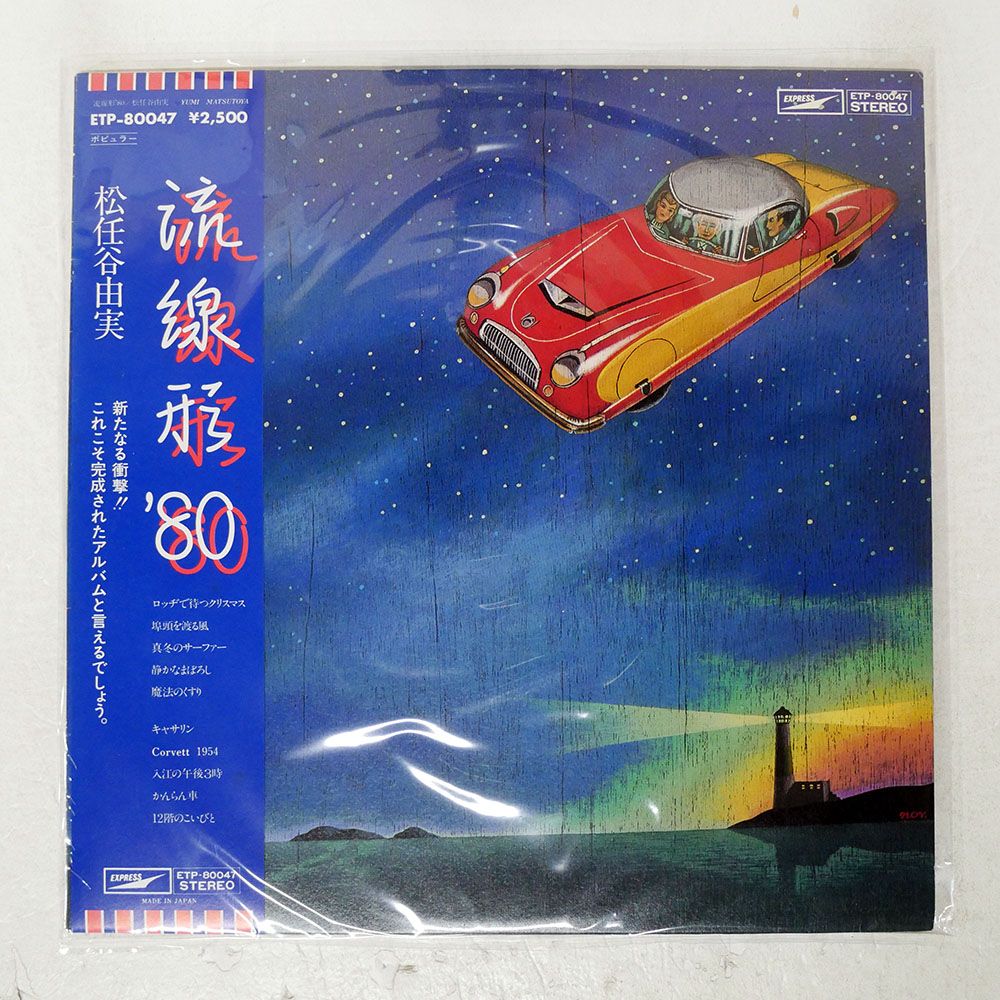 流線形'80/松任谷由実 YUMI MATSUTOYA
ETP-80047 ¥2,500
ポピュラー
流線形'80
松任谷由実
新たなる衝撃!!
これこそ完成されたアルバムと言えるでしょう。
ロッヂで待つクリスマス
埠頭を渡る風
真冬のサーファー
静かなまぼろし
魔法のくすり
キャサリン
Corvett 1954
入江の午後3時
かんらん車
12階のこいびと
EXPRESS
ETP-80047
STEREO
MADE IN JAPAN
EXPRESS
ETP-80047
STEREO